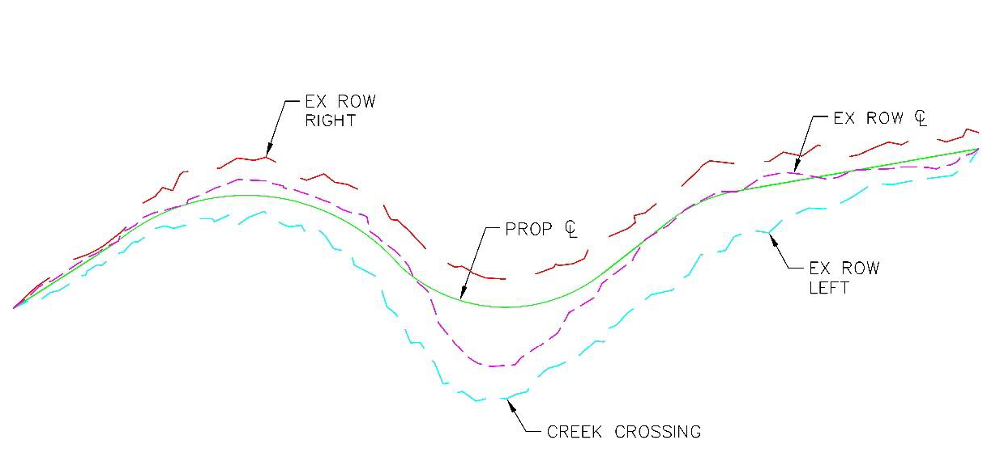 EX ROW
RIGHT
EX ROW ℄
PROP ℄
EX ROW
LEFT
CREEK CROSSING